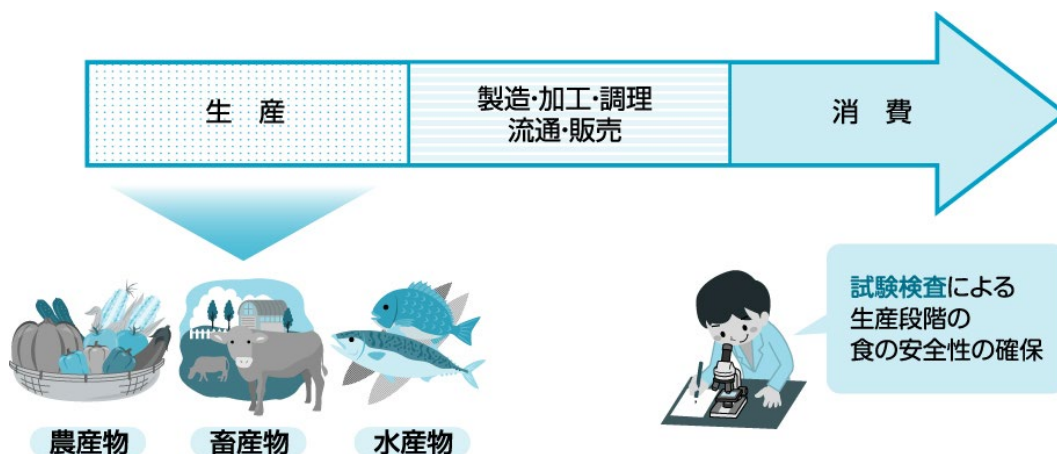 生 産
製造・加工・調理
流通・販売
消 費
農産物
畜産物
水産物
試験検査による
生産段階の
食の安全性の確保